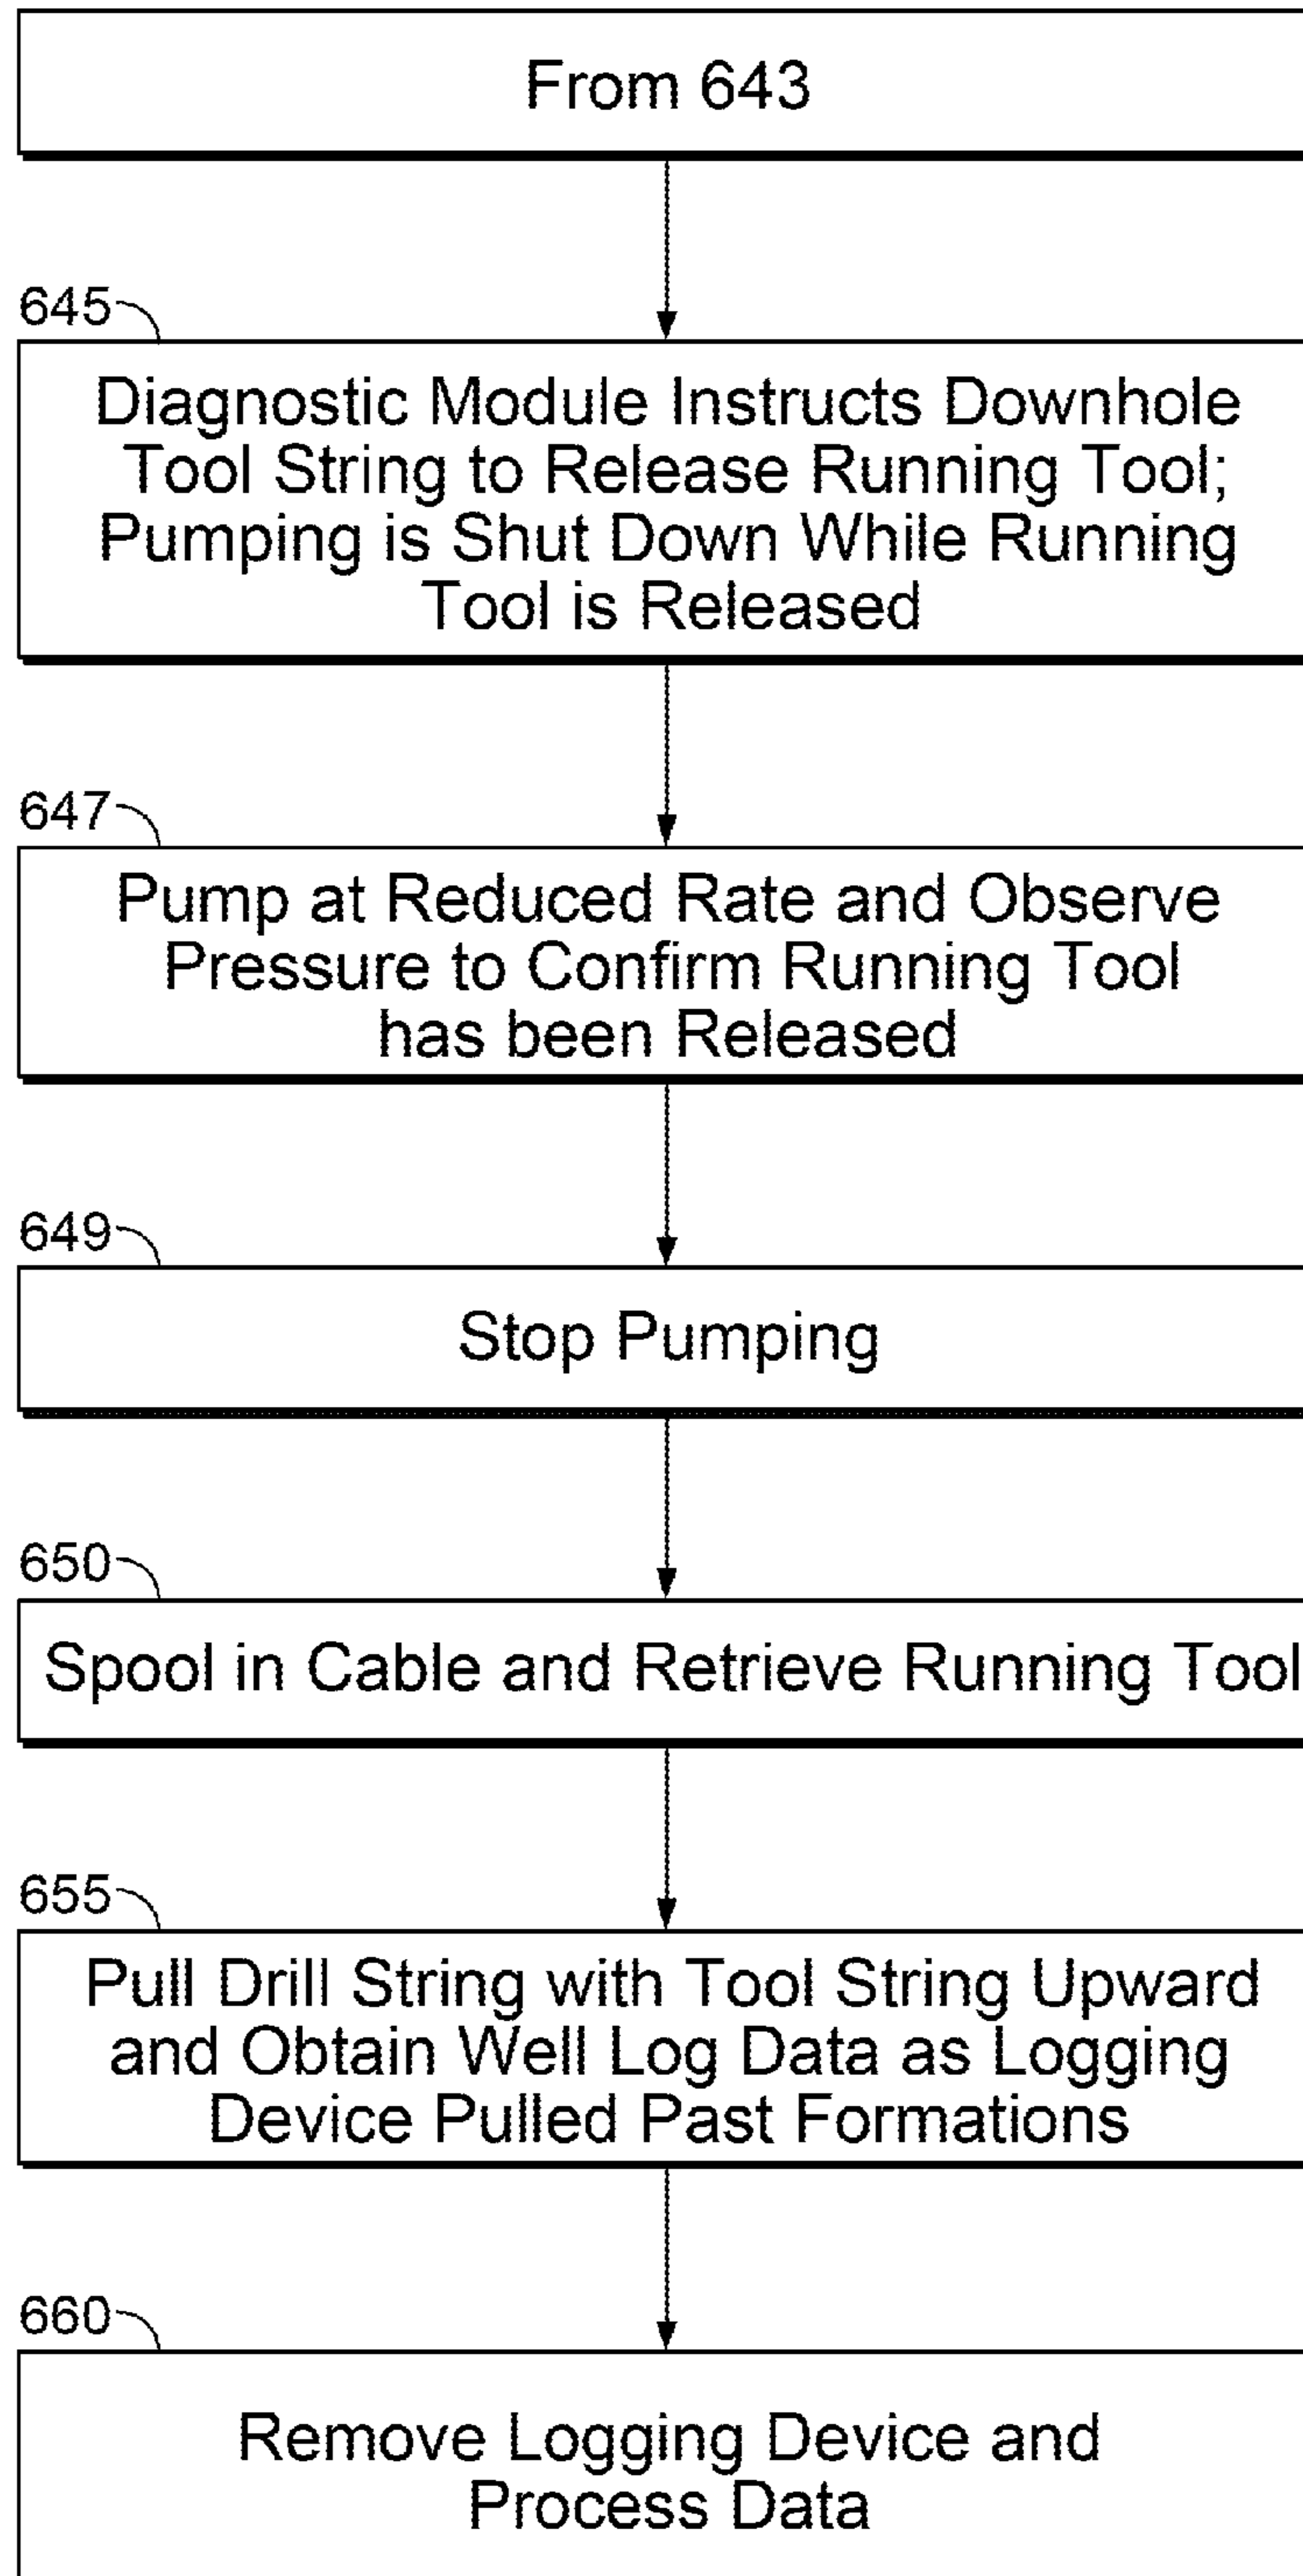 From 643
645
Diagnostic Module Instructs Downhole
Tool String to Release Running Tool;
Pumping is Shut Down While Running
Tool is Released
647
Pump at Reduced Rate and Observe
Pressure to Confirm Running Tool
has been Released
649
Stop Pumping
650
Spool in Cable and Retrieve Running Tool
655
Pull Drill String with Tool String Upward
and Obtain Well Log Data as Logging
Device Pulled Past Formations
660
Remove Logging Device and
Process Data